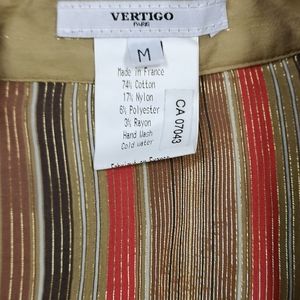 VERTIGO
PARIS
M
Made in France
74% Cotton
17% Nylon
6% Polyester
3% Rayon
Hand Wash
Cold water
CA 07043